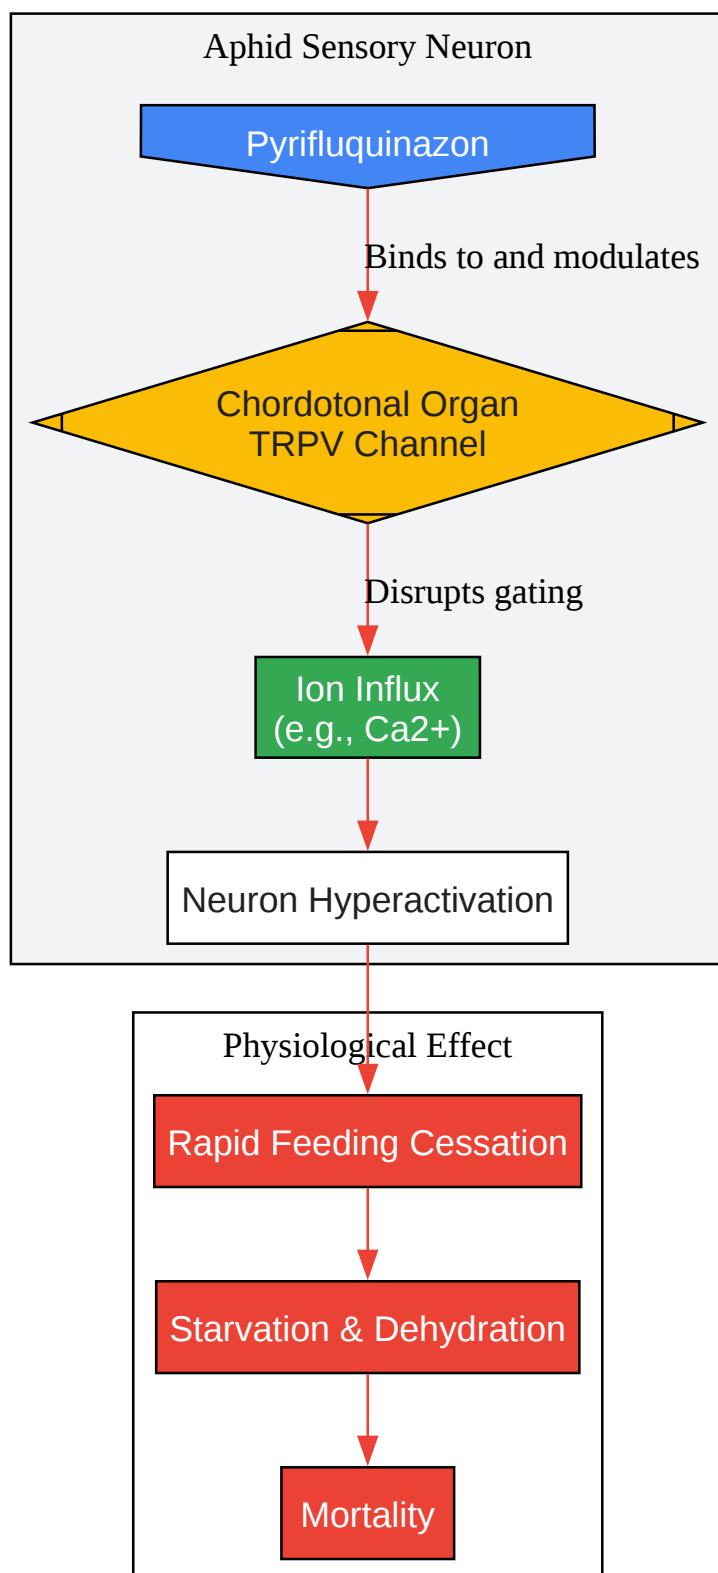 Aphid Sensory Neuron
Pyrifluquinazon
Binds to and modulates
Chordotonal Organ
TRPV Channel
Disrupts gating
Ion Influx
(e.g., Ca2+)
Neuron Hyperactivation
Physiological Effect
Rapid Feeding Cessation
Starvation & Dehydration
Mortality